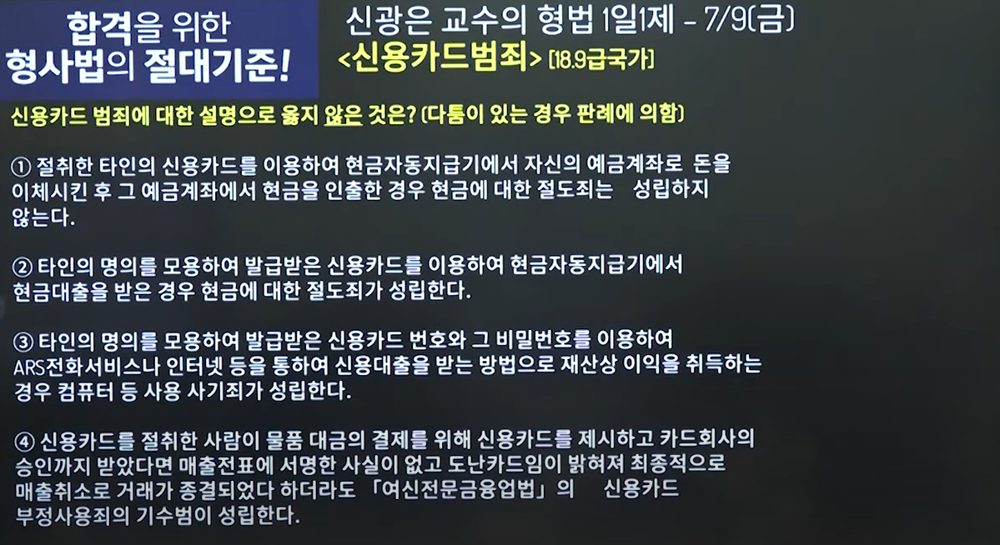 합격을 위한
형사법의 절대기준!
신광은 교수의 형법 1일1제 - 7/9(금)
<신용카드범죄> [18.9급국가]
신용카드 범죄에 대한 설명으로 옳지 않은 것은? (다툼이 있는 경우 판례에 의함)
① 절취한 타인의 신용카드를 이용하여 현금자동지급기에서 자신의 예금계좌로 돈을
이체시킨 후 그 예금계좌에서 현금을 인출한 경우 현금에 대한 절도죄는 성립하지
않는다.
② 타인의 명의를 모용하여 발급받은 신용카드를 이용하여 현금자동지급기에서
현금대출을 받은 경우 현금에 대한 절도죄가 성립한다.
③ 타인의 명의를 모용하여 발급받은 신용카드 번호와 그 비밀번호를 이용하여
ARS전화서비스나 인터넷 등을 통하여 신용대출을 받는 방법으로 재산상 이익을 취득하는
경우 컴퓨터 등 사용 사기죄가 성립한다.
④ 신용카드를 절취한 사람이 물품 대금의 결제를 위해 신용카드를 제시하고 카드회사의
승인까지 받았다면 매출전표에 서명한 사실이 없고 도난카드임이 밝혀져 최종적으로
매출취소로 거래가 종결되었다 하더라도 「여신전문금융업법」의 신용카드
부정사용죄의 기수범이 성립한다.